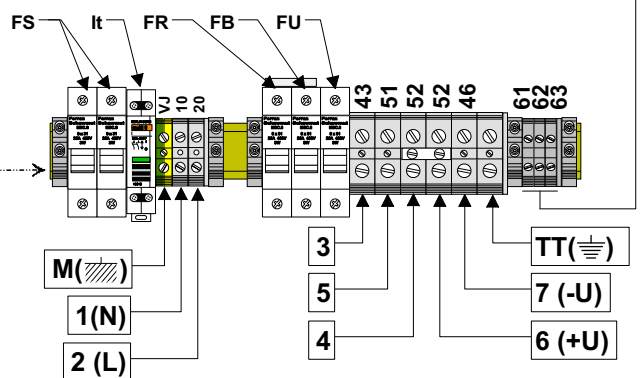 FS It FR FB FU
VJ 10 20 43 51 52 52 46 61 62 63
M( )
1(N)
2 (L)
3
5
4
TT( )
7 (-U)
6 (+U)